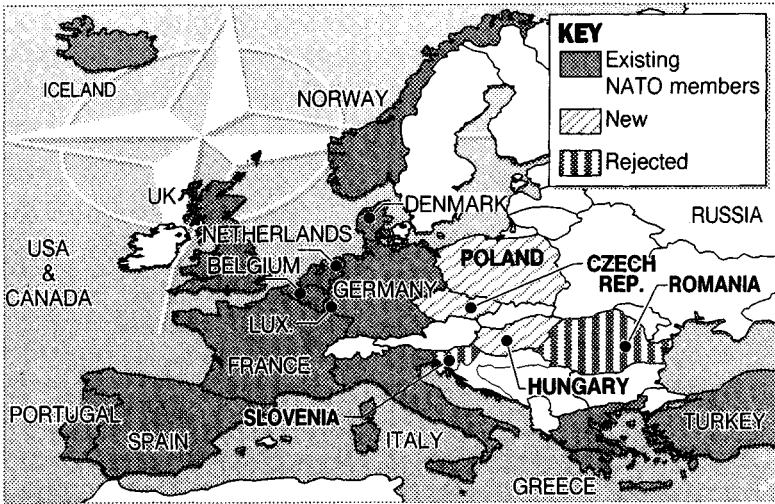 KEY
Existing
NATO members
New
Rejected
ICELAND
NORWAY
UK
DENMARK
NETHERLANDS
RUSSIA
USA
&
CANADA
BELGIUM
POLAND
CZECH
REP.
ROMANIA
GERMANY
LUX
FRANCE
HUNGARY
SLOVENIA
PORTUGAL
SPAIN
ITALY
TURKEY
GREECE